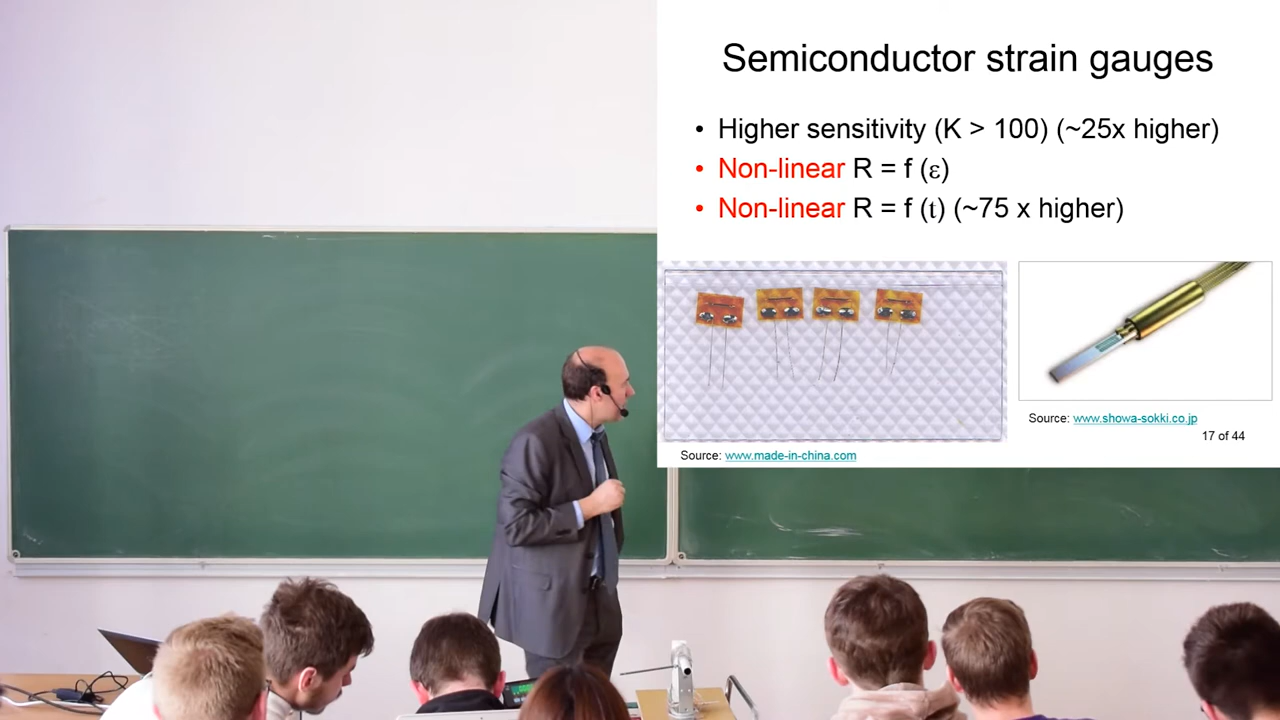 Semiconductor strain gauges
• Higher sensitivity (K > 100) (~25x higher)
• Non-linear R = f (ε)
• Non-linear R = f (t) (~75 x higher)
Source: www.showa-sokki.co.jp
17 of 44
Source: www.made-in-china.com